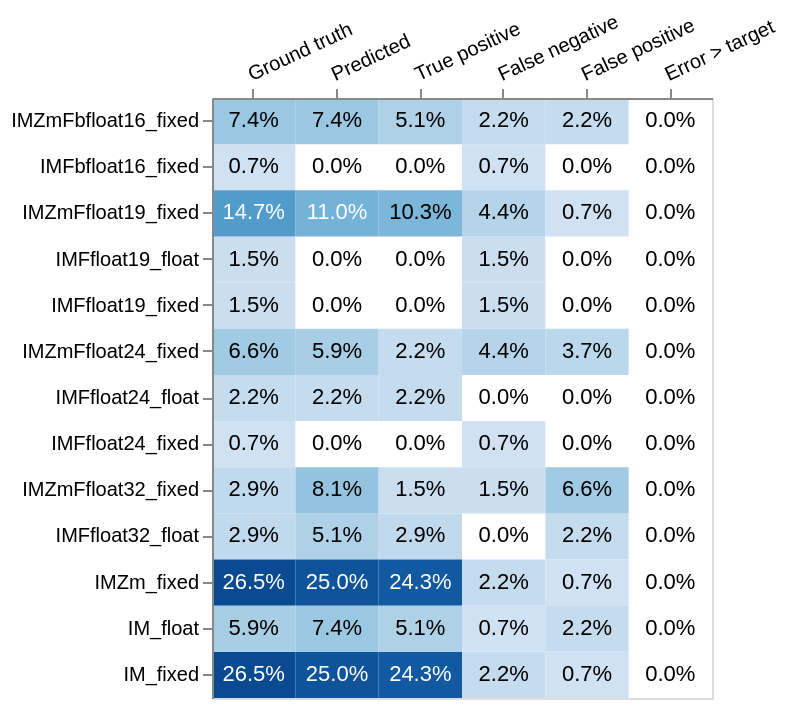 Ground truth Predicted True positive False negative False positive Error > target
IMZmFbfloat16_fixed 7.4% 7.4% 5.1% 2.2% 2.2% 0.0%
IMFbfloat16_fixed 0.7% 0.0% 0.0% 0.7% 0.0% 0.0%
IMZmFfloat19_fixed 14.7% 11.0% 10.3% 4.4% 0.7% 0.0%
IMFfloat19_float 1.5% 0.0% 0.0% 1.5% 0.0% 0.0%
IMFfloat19_fixed 1.5% 0.0% 0.0% 1.5% 0.0% 0.0%
IMZmFfloat24_fixed 6.6% 5.9% 2.2% 4.4% 3.7% 0.0%
IMFfloat24_float 2.2% 2.2% 2.2% 0.0% 0.0% 0.0%
IMFfloat24_fixed 0.7% 0.0% 0.0% 0.7% 0.0% 0.0%
IMZmFfloat32_fixed 2.9% 8.1% 1.5% 1.5% 6.6% 0.0%
IMFfloat32_float 2.9% 5.1% 2.9% 0.0% 2.2% 0.0%
IMZm_fixed 26.5% 25.0% 24.3% 2.2% 0.7% 0.0%
IM_float 5.9% 7.4% 5.1% 0.7% 2.2% 0.0%
IM_fixed 26.5% 25.0% 24.3% 2.2% 0.7% 0.0%